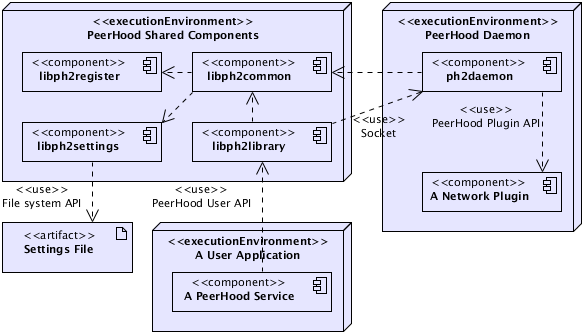 <<executionEnvironment>>
PeerHood Shared Components
<<component>>
libph2register
<<component>>
libph2common
<<component>>
libph2settings
<<component>>
libph2library
<<executionEnvironment>>
PeerHood Daemon
<<component>>
ph2daemon
<<use>>
PeerHood Plugin API
<<component>>
A Network Plugin
<<use>>
Socket
<<use>>
File system API
<<use>>
PeerHood User API
<<artifact>>
Settings File
<<executionEnvironment>>
A User Application
<<component>>
A PeerHood Service